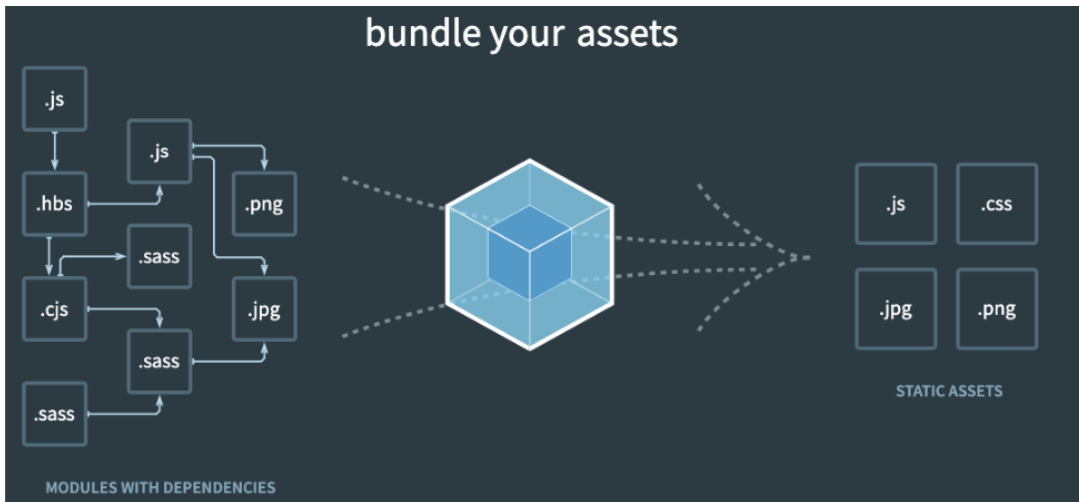 bundle your assets
.js
.js
.hbs
.png
.sass
.cjs
.jpg
.sass
.sass
MODULES WITH DEPENDENCIES
.js
.css
.jpg
.png
STATIC ASSETS